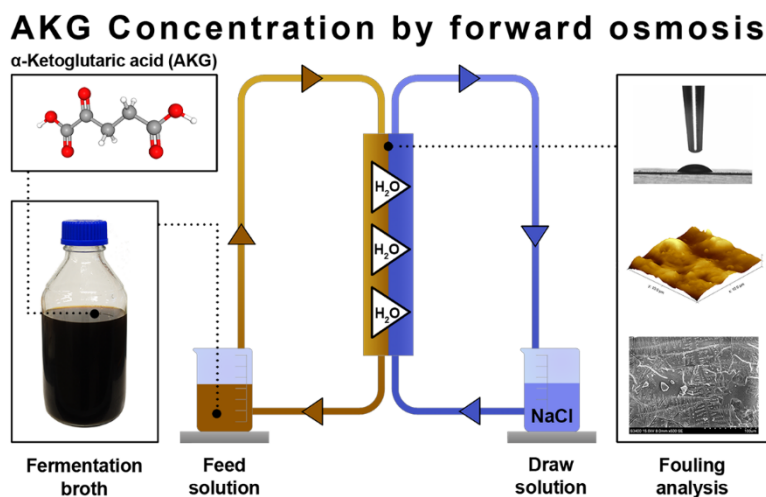 AKG Concentration by forward osmosis
α-Ketoglutaric acid (AKG)
H2O
H2O
H2O
NaCl
Fermentation
broth
Feed
solution
Draw
solution
Fouling
analysis